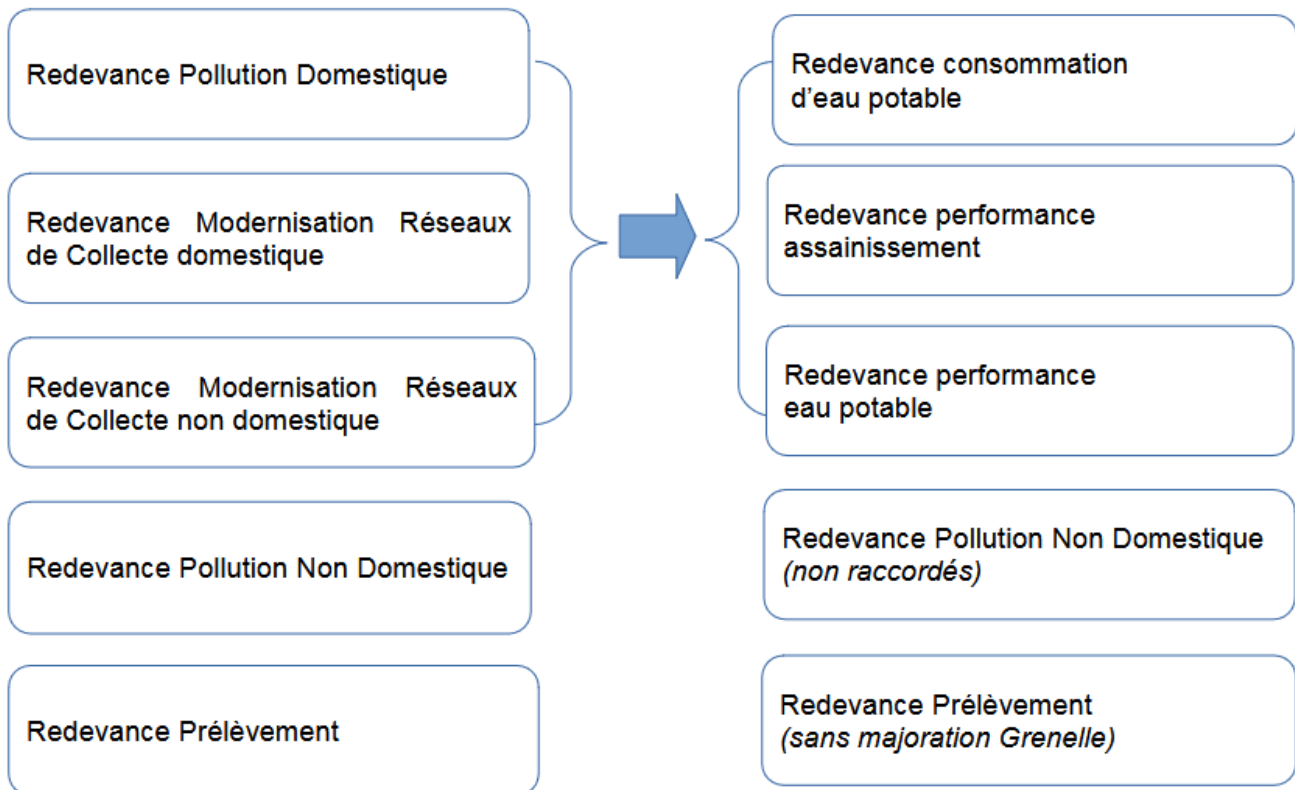 Redevance Pollution Domestique
Redevance Modernisation Réseaux
de Collecte domestique
Redevance Modernisation Réseaux
de Collecte non domestique
Redevance Pollution Non Domestique
Redevance Prélèvement
Redevance consommation
d'eau potable
Redevance performance
assainissement
Redevance performance
eau potable
Redevance Pollution Non Domestique
(non raccordés)
Redevance Prélèvement
(sans majoration Grenelle)